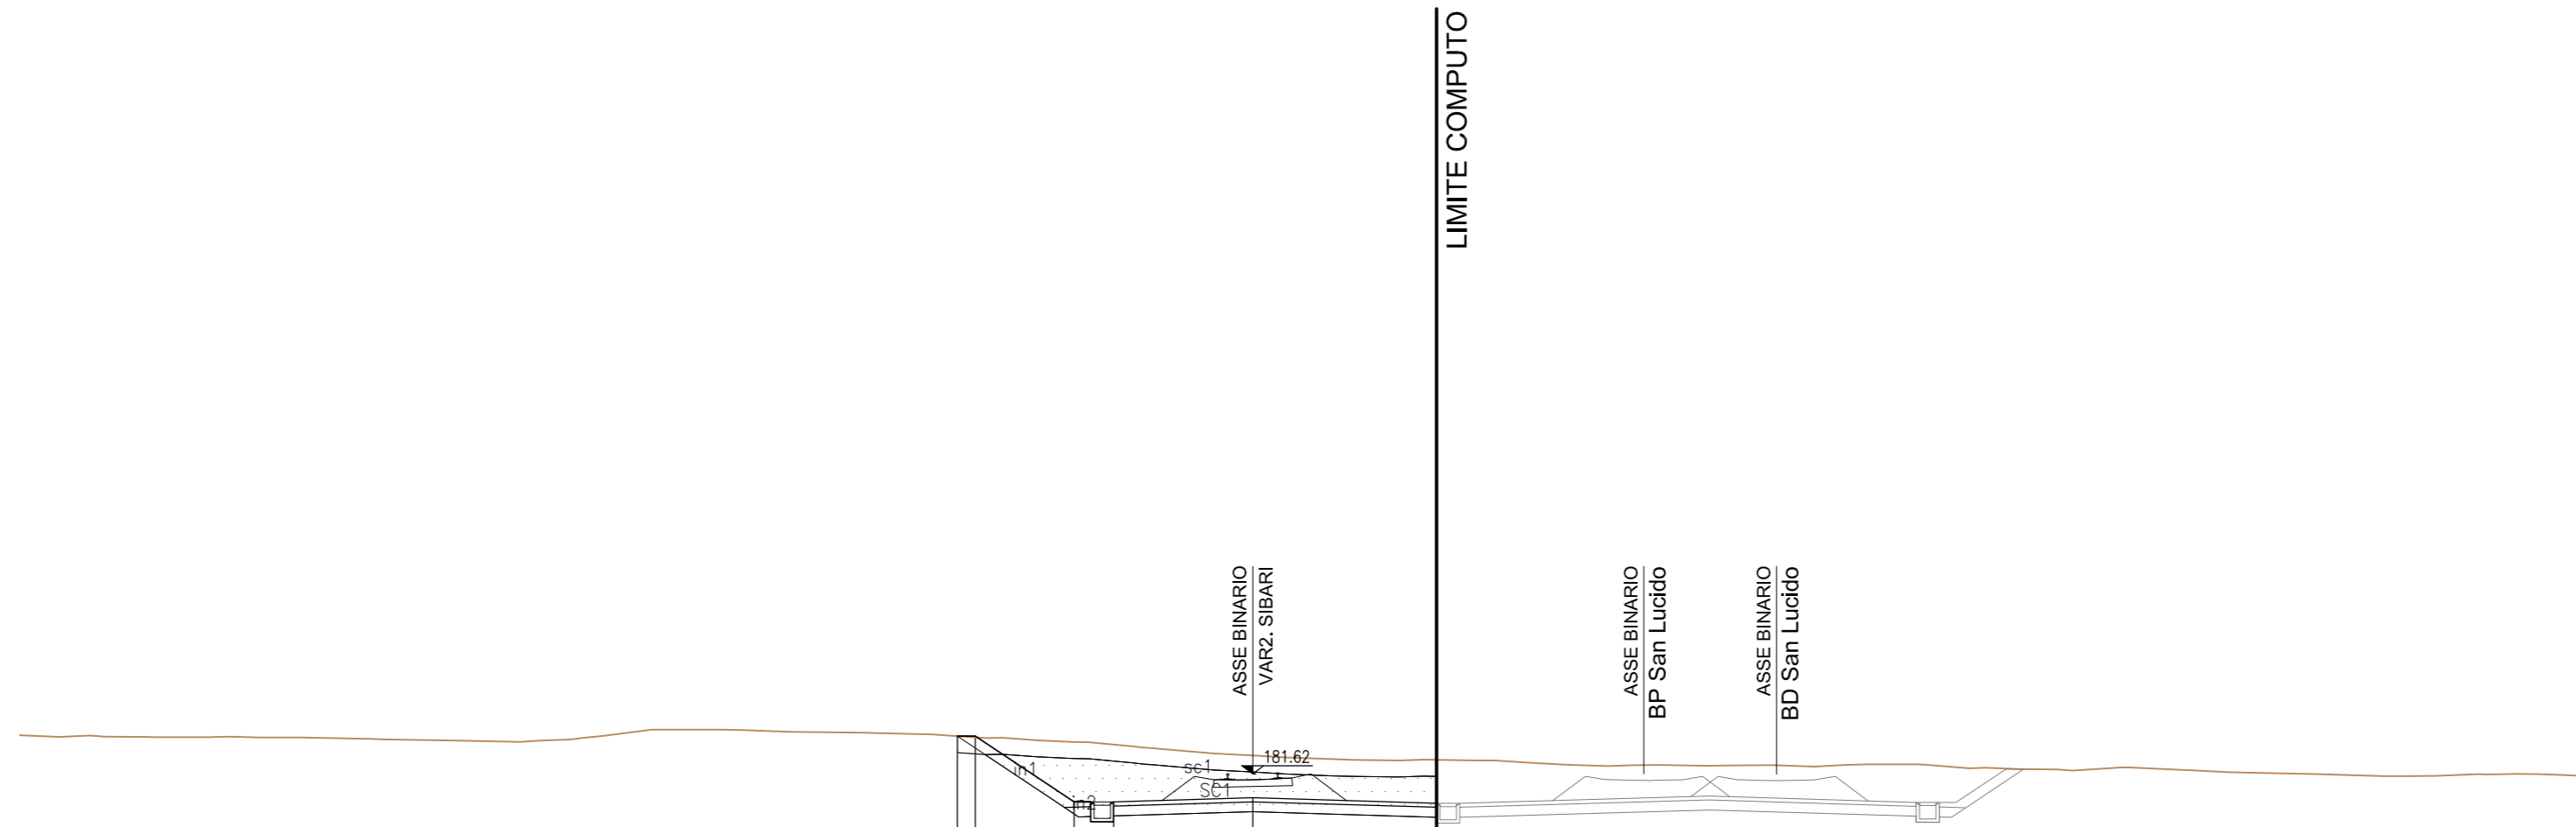 LIMITE COMPUTO
ASSE BINARIO
VAR2. SIBARI
ASSE BINARIO
BP San Lucido
ASSE BINARIO
BD San Lucido
181.62
in1
sc1
SC1
in2